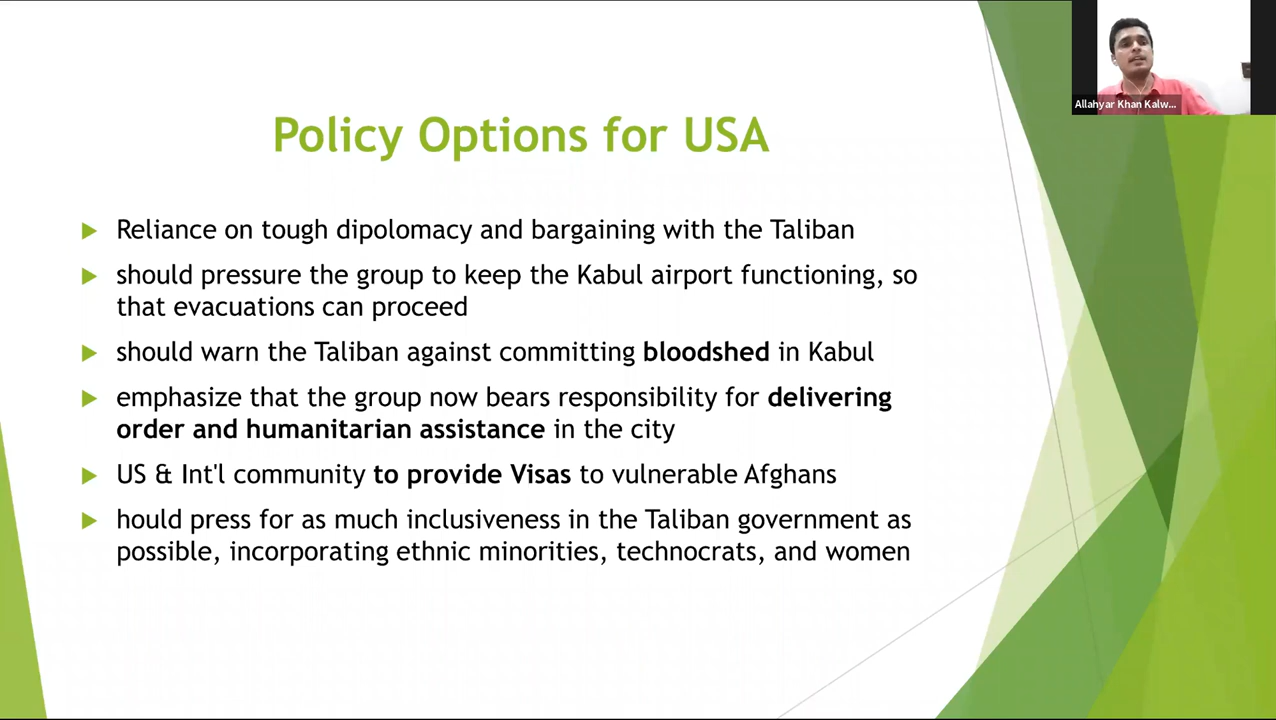 Allahyar Khan Kalw...
Policy Options for USA
Reliance on tough dipolomacy and bargaining with the Taliban
should pressure the group to keep the Kabul airport functioning, so
that evacuations can proceed
should warn the Taliban against committing bloodshed in Kabul
emphasize that the group now bears responsibility for delivering
order and humanitarian assistance in the city
US & Int'l community to provide Visas to vulnerable Afghans
hould press for as much inclusiveness in the Taliban government as
possible, incorporating ethnic minorities, technocrats, and women